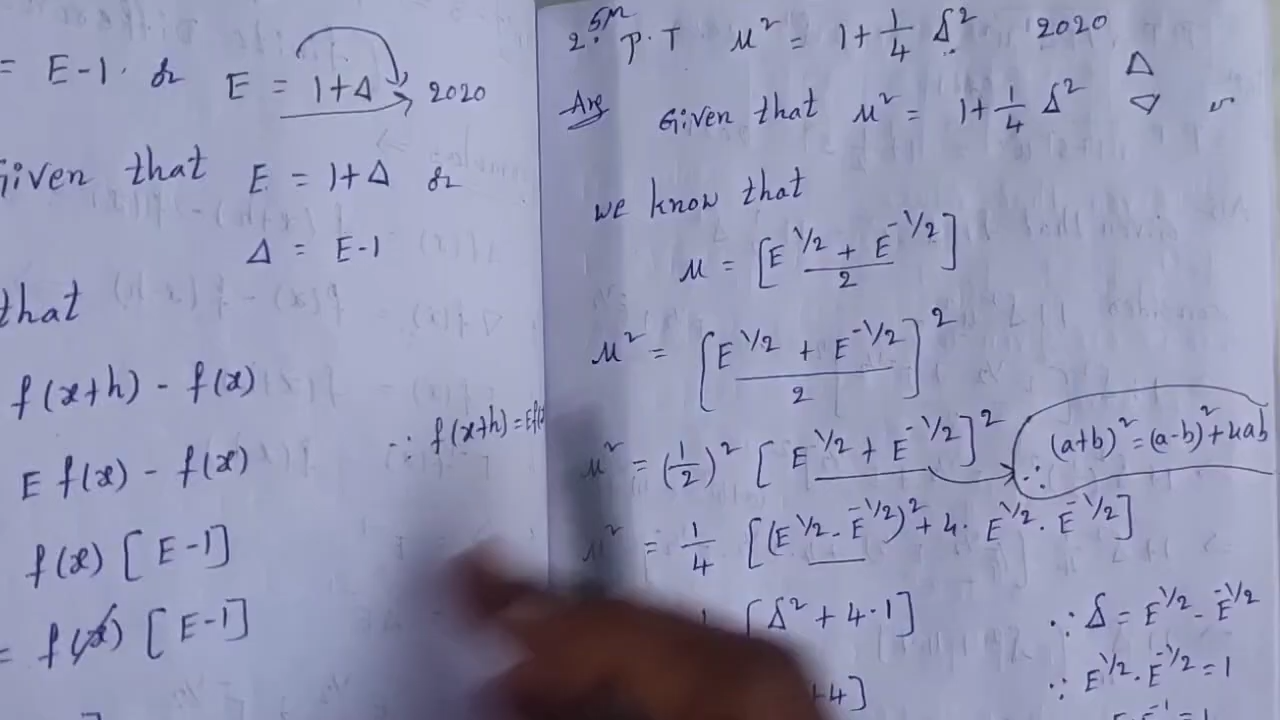 = E-1. or E = 1+Δ 2020
Given that E = 1+Δ or
Δ = E-1
that
f(x+h) - f(x)
E f(x) - f(x) ∵ f(x+h) = Ef(
f(x) [E-1]
= f(x) [E-1]
5M
2. P.T μ² = 1+1/4 δ² 2020
Δ
Ans Given that μ² = 1+1/4 δ² ∇
we know that
μ = [E^1/2 + E^-1/2 / 2]
μ² = [E^1/2 + E^-1/2 / 2]²
μ² = (1/2)² [E^1/2 + E^-1/2]² ∵ (a+b)² = (a-b)² + 4ab
μ² = 1/4 [(E^1/2 - E^-1/2)² + 4. E^1/2 . E^-1/2]
[δ² + 4.1] ∵ δ = E^1/2 - E^-1/2
+4] ∵ E^1/2 . E^-1/2 = 1